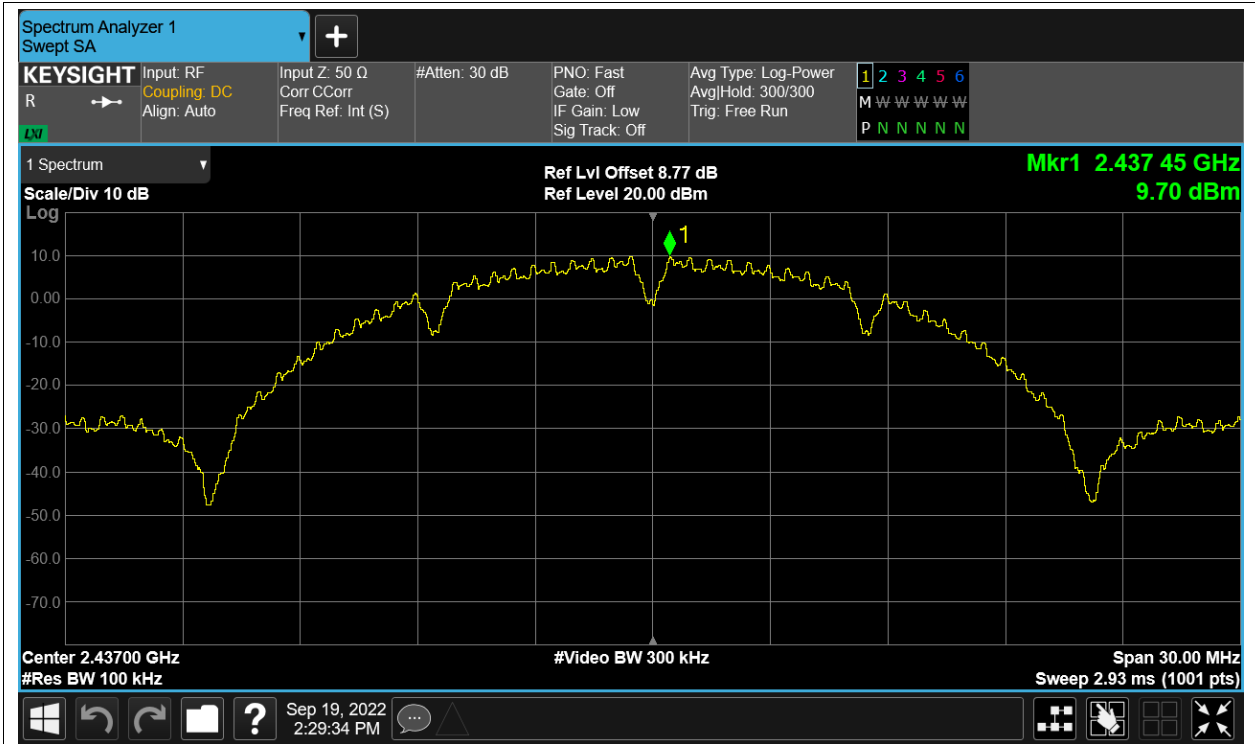 Spectrum Analyzer 1
Swept SA
KEYSIGHT
R
LXI
Input: RF
Coupling: DC
Align: Auto
Input Z: 50 Ω
Corr CCorr
Freq Ref: Int (S)
#Atten: 30 dB
PNO: Fast
Gate: Off
IF Gain: Low
Sig Track: Off
Avg Type: Log-Power
Avg|Hold: 300/300
Trig: Free Run
1 2 3 4 5 6
M W W W W W
P N N N N N
1 Spectrum
Scale/Div 10 dB
Log
Ref Lvl Offset 8.77 dB
Ref Level 20.00 dBm
Mkr1 2.437 45 GHz
9.70 dBm
1
10.0
0.00
-10.0
-20.0
-30.0
-40.0
-50.0
-60.0
-70.0
Center 2.43700 GHz
#Video BW 300 kHz
Span 30.00 MHz
#Res BW 100 kHz
Sweep 2.93 ms (1001 pts)
?
Sep 19, 2022
2:29:34 PM